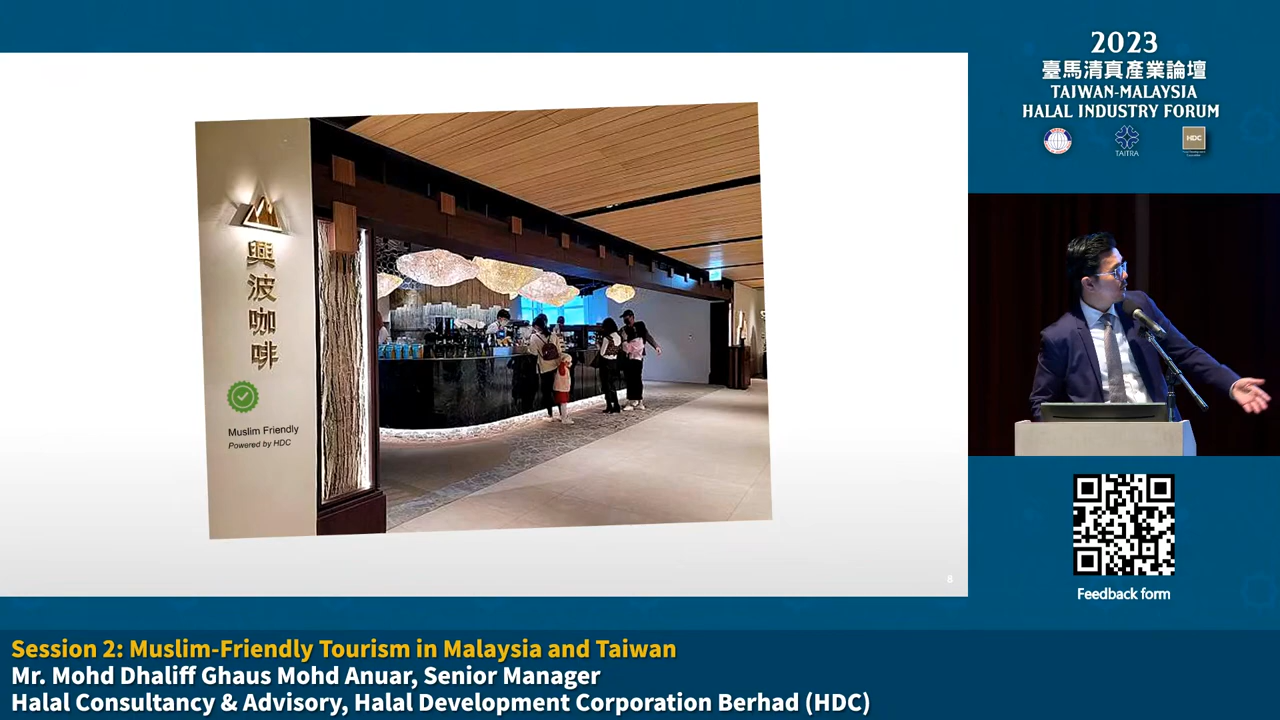 2023
臺馬清真產業論壇
TAIWAN-MALAYSIA
HALAL INDUSTRY FORUM
TAITRA
HDC
興波咖啡
Muslim Friendly
Powered by HDC
8
Feedback form
Session 2: Muslim-Friendly Tourism in Malaysia and Taiwan
Mr. Mohd Dhaliff Ghaus Mohd Anuar, Senior Manager
Halal Consultancy & Advisory, Halal Development Corporation Berhad (HDC)